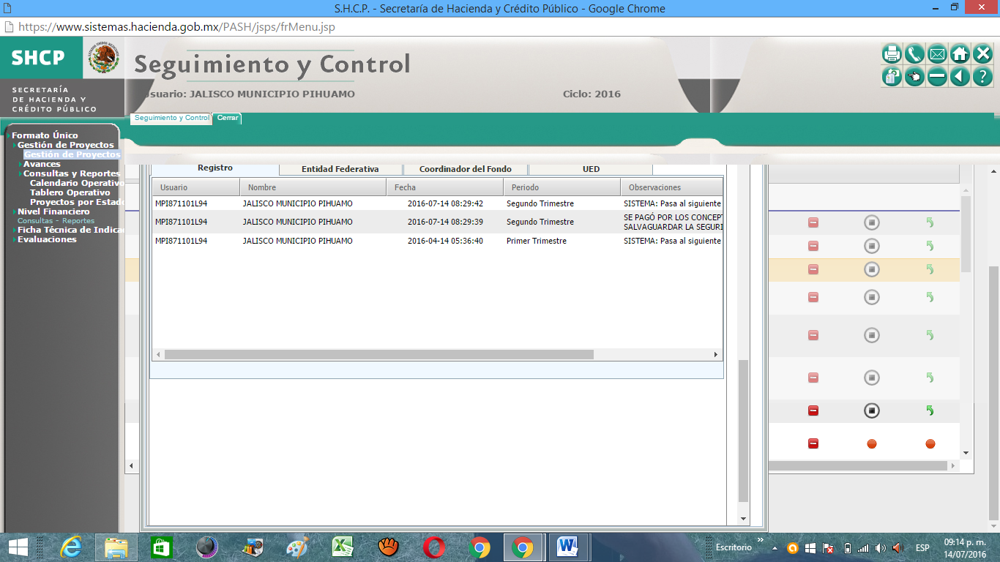 S.H.C.P. - Secretaría de Hacienda y Crédito Público - Google Chrome
https://www.sistemas.hacienda.gob.mx/PASH/jsps/frMenu.jsp
SHCP
SECRETARÍA
DE HACIENDA Y
CRÉDITO PÚBLICO
Seguimiento y Control
Usuario: JALISCO MUNICIPIO PIHUAMO
Ciclo: 2016
Seguimiento y Control
Cerrar
Formato Único
Gestión de Proyectos
Gestión de Proyectos
Avances
Consultas y Reportes
Calendario Operativo
Tablero Operativo
Proyectos por Estad
Nivel Financiero
Consultas - Reportes
Ficha Técnica de Indicad
Evaluaciones
Registro Entidad Federativa Coordinador del Fondo UED
Usuario Nombre Fecha Periodo Observaciones
MPI871101L94 JALISCO MUNICIPIO PIHUAMO 2016-07-14 08:29:42 Segundo Trimestre SISTEMA: Pasa al siguiente
MPI871101L94 JALISCO MUNICIPIO PIHUAMO 2016-07-14 08:29:39 Segundo Trimestre SE PAGÓ POR LOS CONCEPT
SALVAGUARDAR LA SEGURI
MPI871101L94 JALISCO MUNICIPIO PIHUAMO 2016-04-14 05:36:40 Primer Trimestre SISTEMA: Pasa al siguiente
Escritorio
ESP
09:14 p. m.
14/07/2016